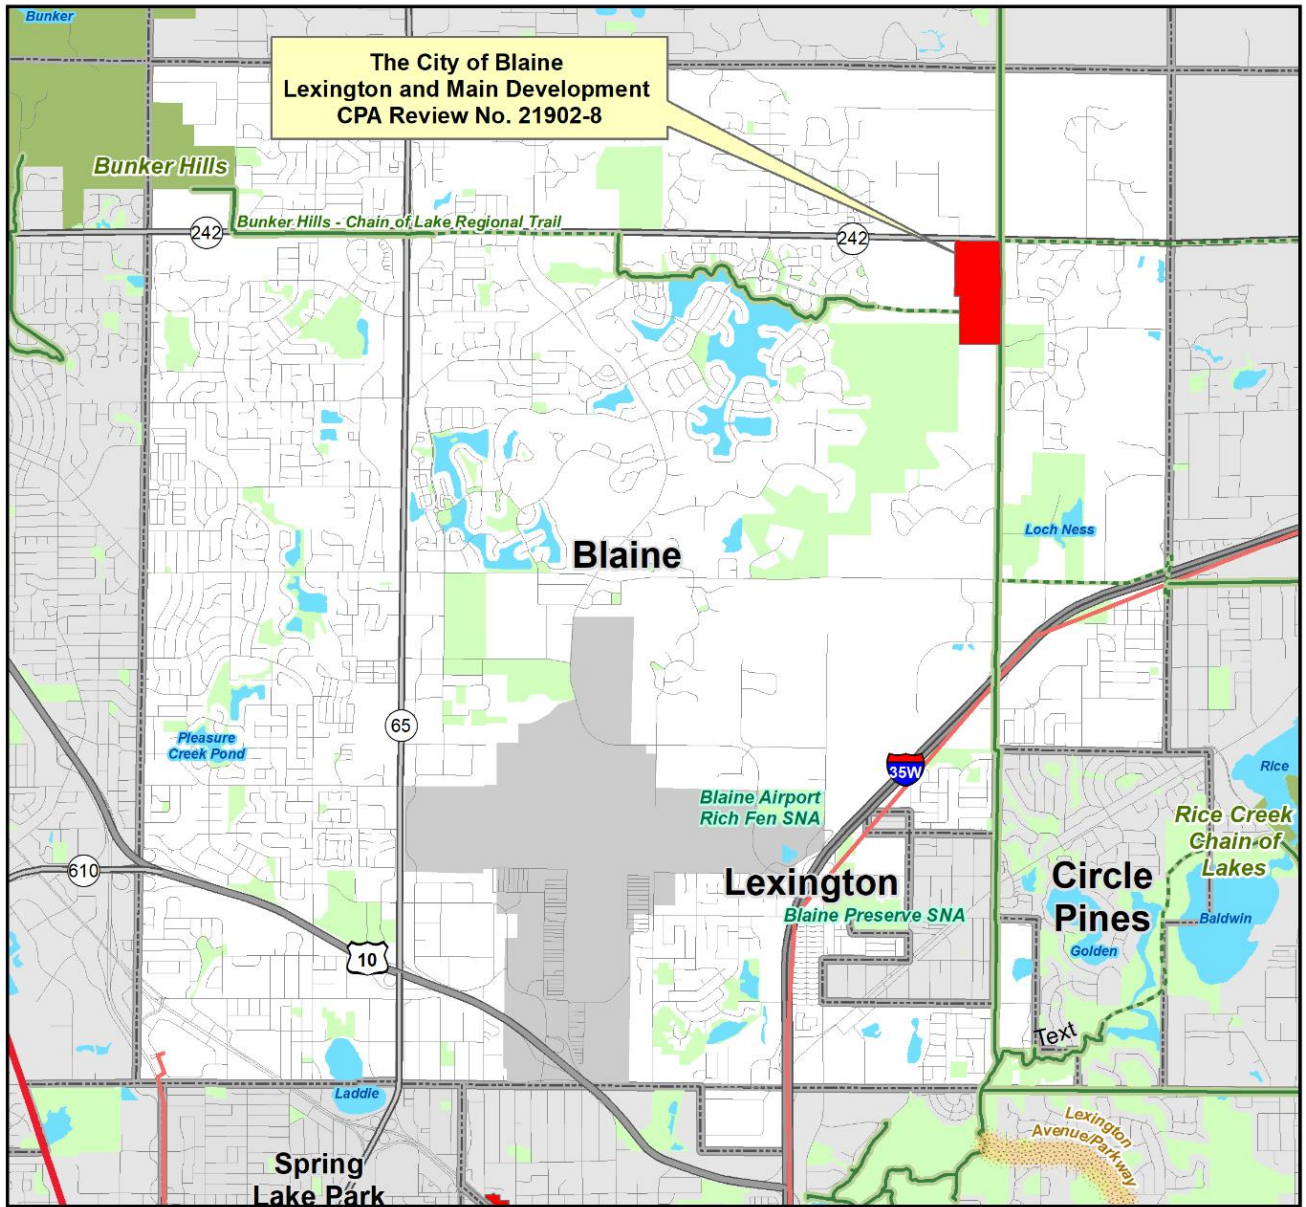 Bunker
The City of Blaine
Lexington and Main Development
CPA Review No. 21902-8
Bunker Hills
Bunker Hills - Chain of Lake Regional Trail
242
242
Loch Ness
Blaine
65
Pleasure
Creek Pond
35W
Rice
Blaine Airport
Rich Fen SNA
Rice Creek
Chain of
Lakes
610
Lexington
Circle
Pines
Blaine Preserve SNA
Baldwin
Golden
10
Text
Laddie
Lexington
Avenue/Parkway
Spring
Lake Park